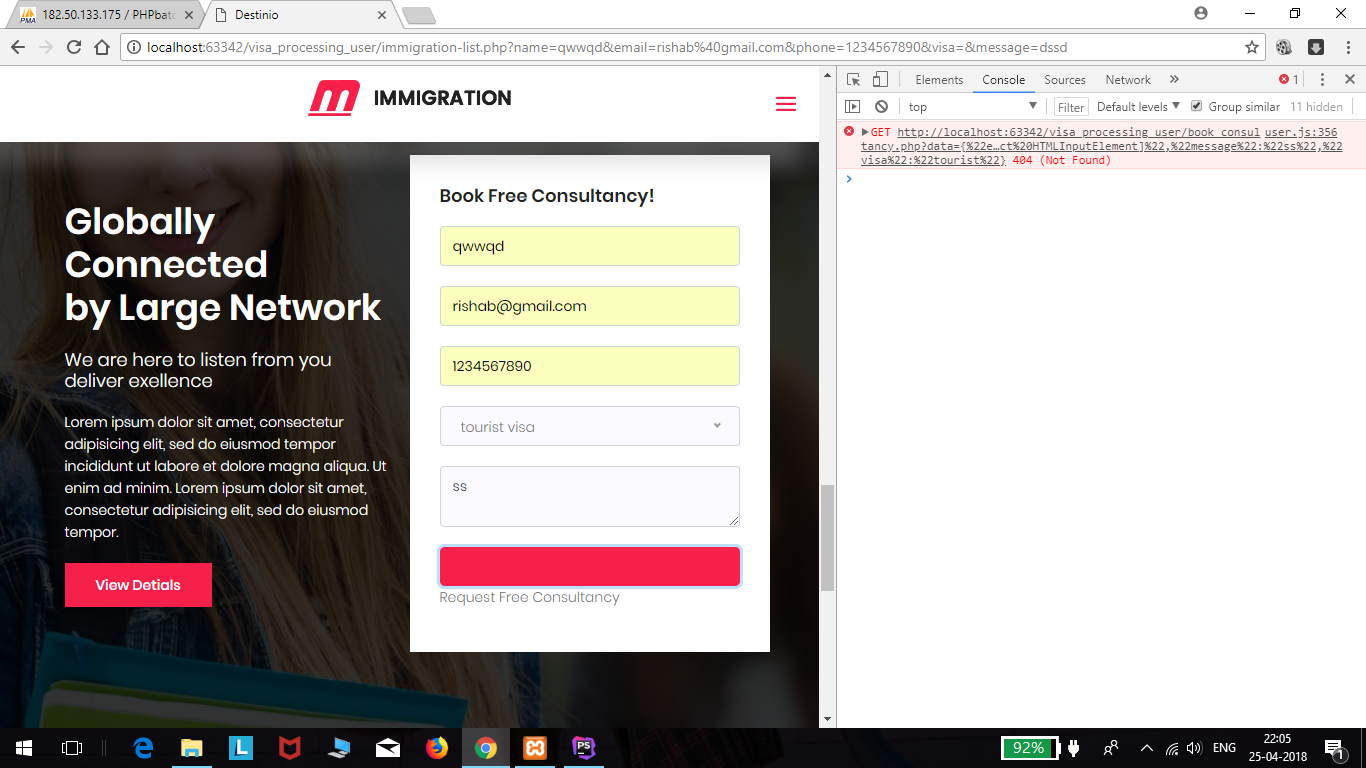 182.50.133.175 / PHPbatc
Destinio
localhost:63342/visa_processing_user/immigration-list.php?name=qwwqd&email=rishab%40gmail.com&phone=1234567890&visa=&message=dssd
IMMIGRATION
Globally
Connected
by Large Network
We are here to listen from you
deliver exellence
Lorem ipsum dolor sit amet, consectetur
adipisicing elit, sed do eiusmod tempor
incididunt ut labore et dolore magna aliqua. Ut
enim ad minim. Lorem ipsum dolor sit amet,
consectetur adipisicing elit, sed do eiusmod
tempor.
View Detials
Book Free Consultancy!
qwwqd
rishab@gmail.com
1234567890
tourist visa
ss
Request Free Consultancy
Elements Console Sources Network 1
top Filter Default levels Group similar 11 hidden
GET http://localhost:63342/visa_processing_user/book_consul user.js:356
tancy.php?data={%22e…ct%20HTMLInputElement]%22,%22message%22:%22ss%22,%22
visa%22:%22tourist%22} 404 (Not Found)
92% ENG 22:05
25-04-2018
1